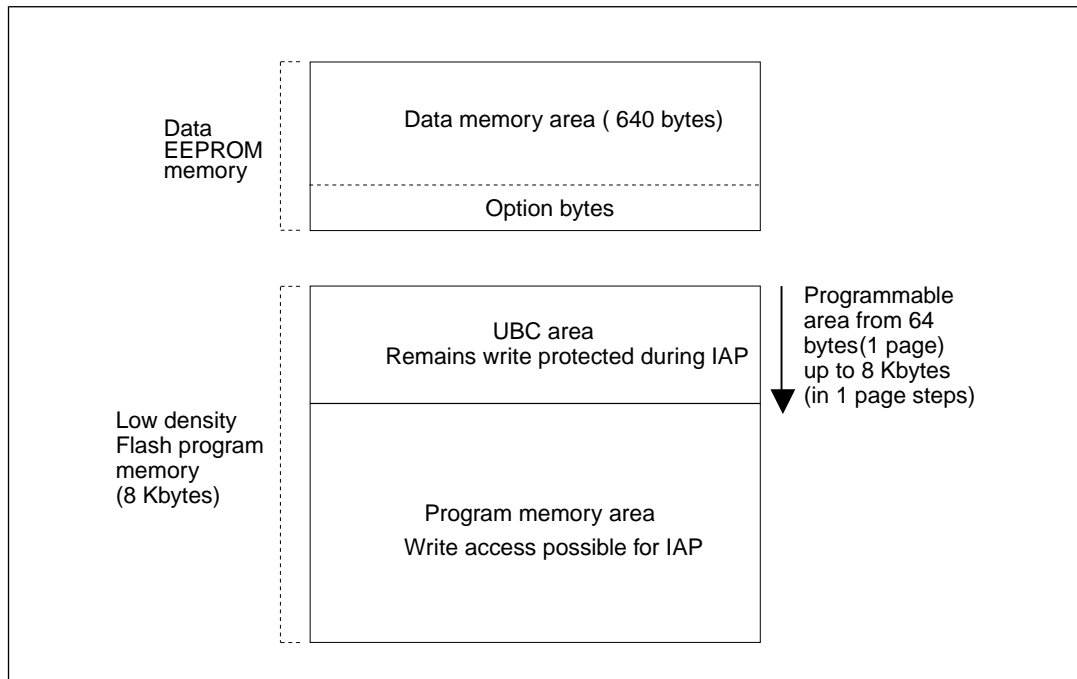 Data memory area ( 640 bytes)
Data
EEPROM
memory
Option bytes
UBC area
Remains write protected during IAP
Programmable
area from 64
bytes(1 page)
up to 8 Kbytes
(in 1 page steps)
Low density
Flash program
memory
(8 Kbytes)
Program memory area
Write access possible for IAP